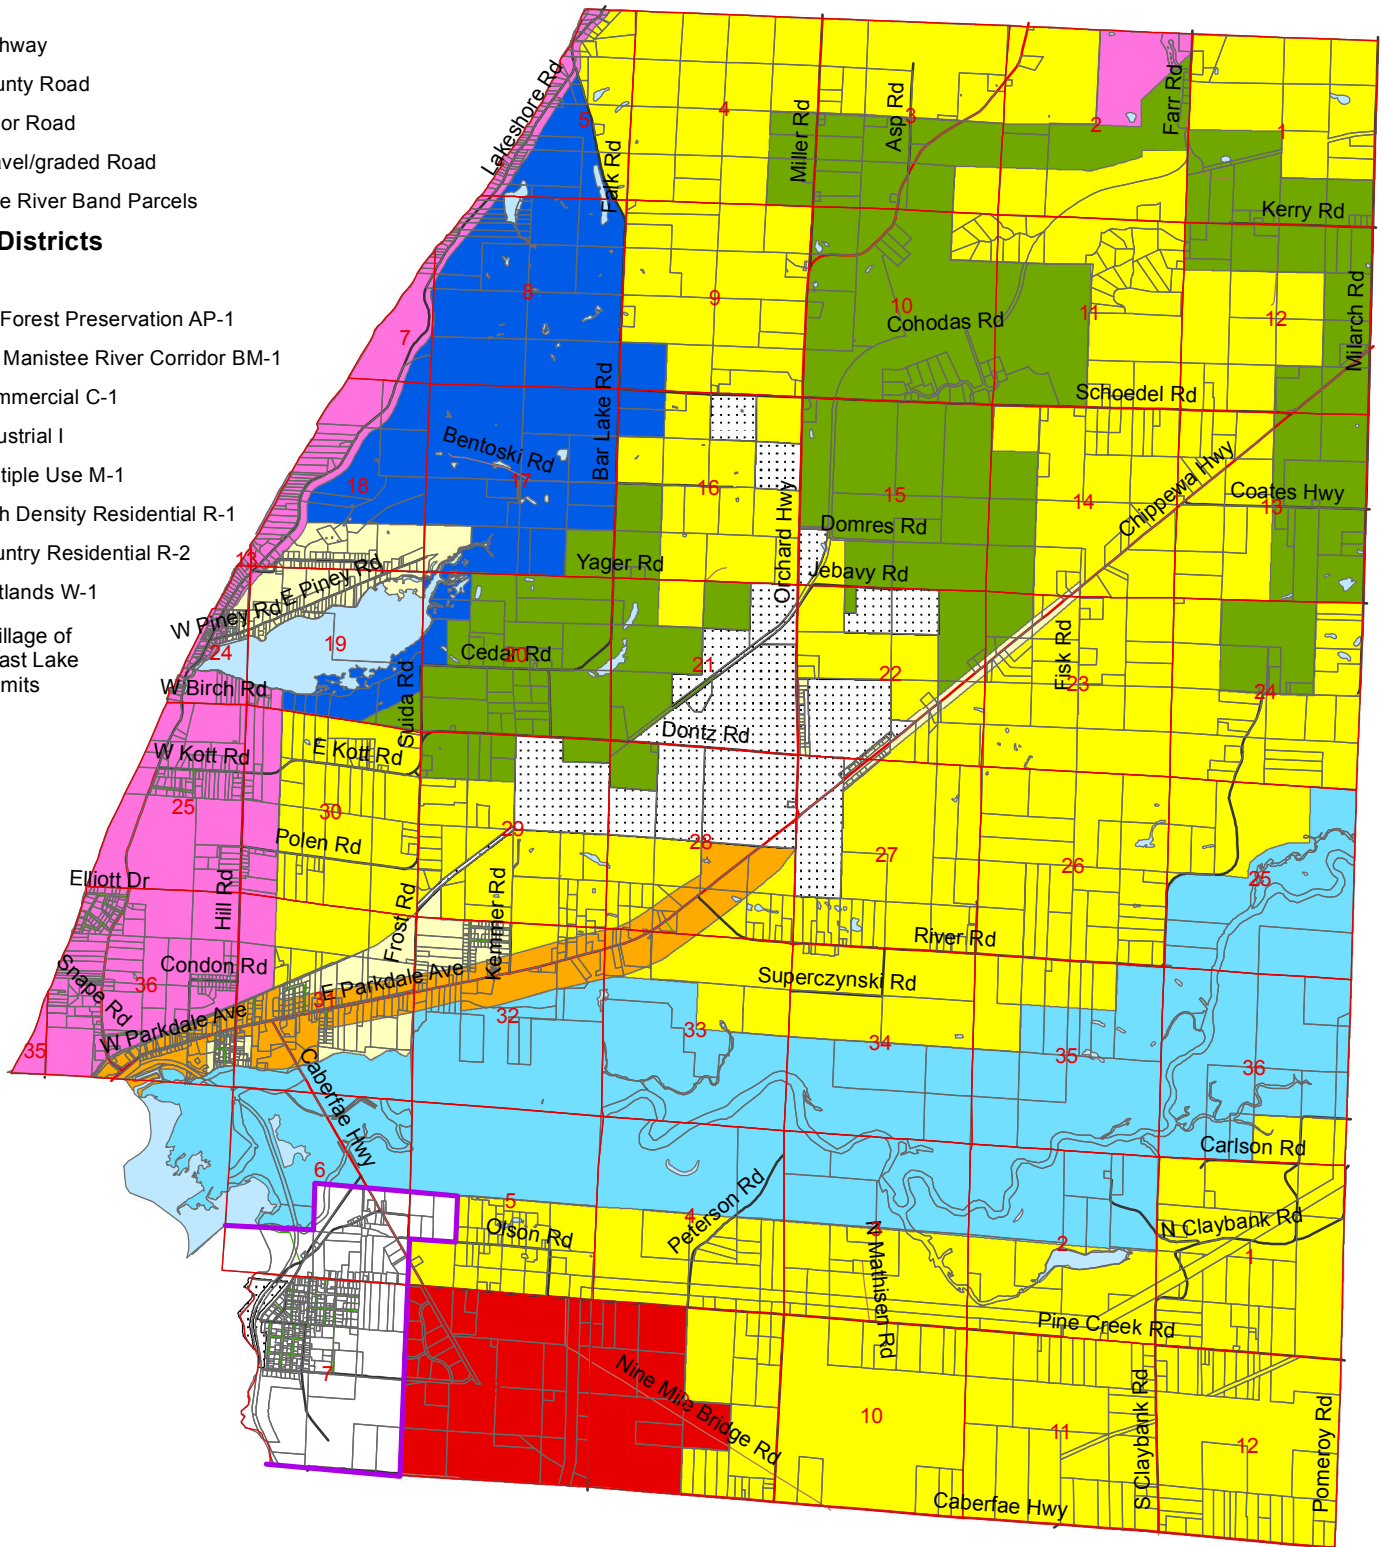 hway
unty Road
or Road
avel/graded Road
e River Band Parcels
Districts
Forest Preservation AP-1
Manistee River Corridor BM-1
mmercial C-1
ustrial I
tiple Use M-1
h Density Residential R-1
untry Residential R-2
tlands W-1
illage of
ast Lake
mits
Lakeshore Rd
Fark Rd
Miller Rd
Asp Rd
Farr Rd
5
4
3
2
1
Kerry Rd
Milarch Rd
7
8
9
10
Cohodas Rd
11
12
Schoedel Rd
Bar Lake Rd
Bentoski Rd
18
17
16
Orchard Hwy
15
Domres Rd
14
Chippewa Hwy
Coates Hwy
13
13
E Piney Rd
W Piney Rd
Yager Rd
Jebavy Rd
24
19
Cedar Rd
20
21
22
Fisk Rd
23
24
W Birch Rd
Suida Rd
Dontz Rd
W Kott Rd
E Kott Rd
25
30
Polen Rd
29
28
27
26
25
Elliott Dr
Hill Rd
Frost Rd
Kemmer Rd
River Rd
Condon Rd
Snape Rd
36
E Parkdale Ave
Superczynski Rd
W Parkdale Ave
32
33
34
35
36
35
Caberfae Hwy
Carlson Rd
6
5
4
Peterson Rd
Olson Rd
N Mathisen Rd
2
N Claybank Rd
1
Pine Creek Rd
7
Nine Mile Bridge Rd
10
11
S Claybank Rd
12
Pomeroy Rd
Caberfae Hwy